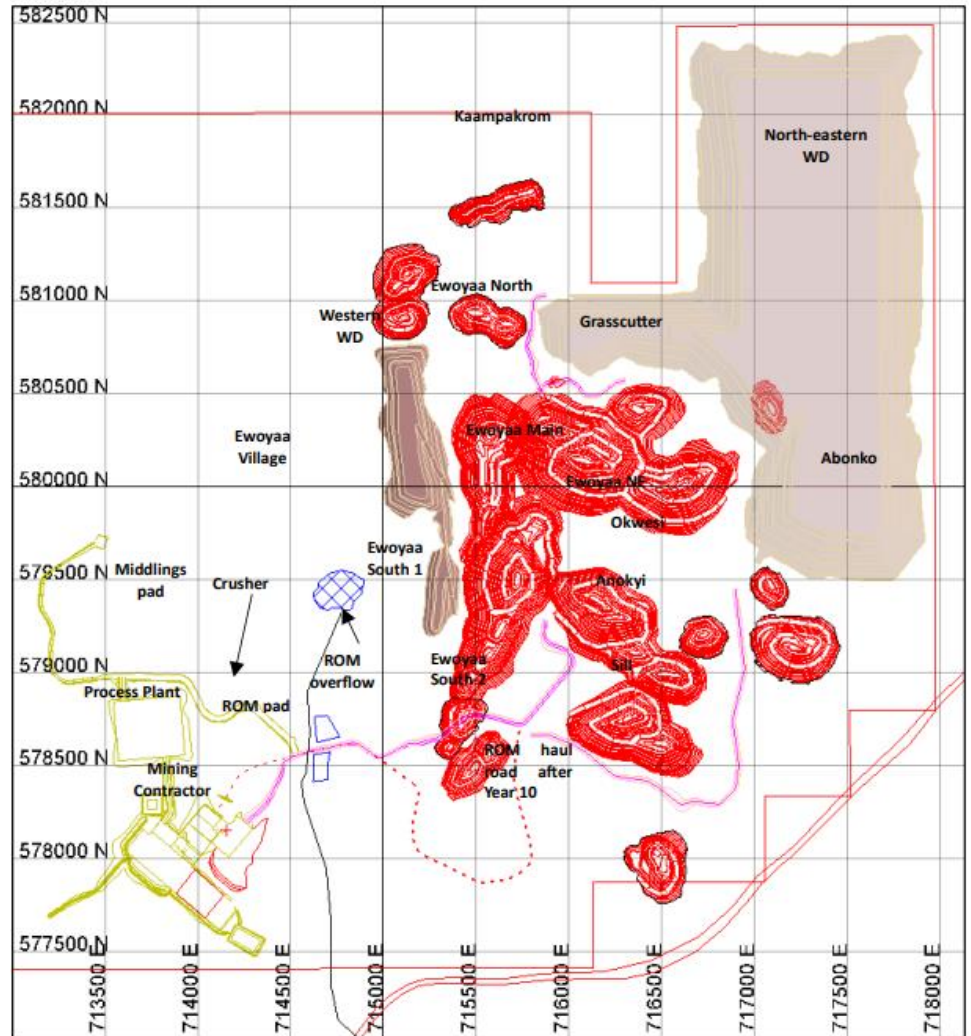 582500 N
582000 N
Kaampakrom
North-eastern
WD
581500 N
581000 N
Ewoyaa North
Western
WD
Grasscutter
580500 N
Ewoyaa Main
Ewoyaa
Village
Abonko
580000 N
Ewoyaa NE
Okwesi
579500 N
Ewoyaa
South 1
Middlings
pad
Crusher
Anokyi
579000 N
ROM
overflow
Ewoyaa
South-2
Sill
Process Plant
ROM pad
578500 N
ROM haul
road after
Year 10
Mining
Contractor
578000 N
577500 N
713500 E
714000 E
714500 E
715000 E
715500 E
716000 E
716500 E
717000 E
717500 E
718000 E